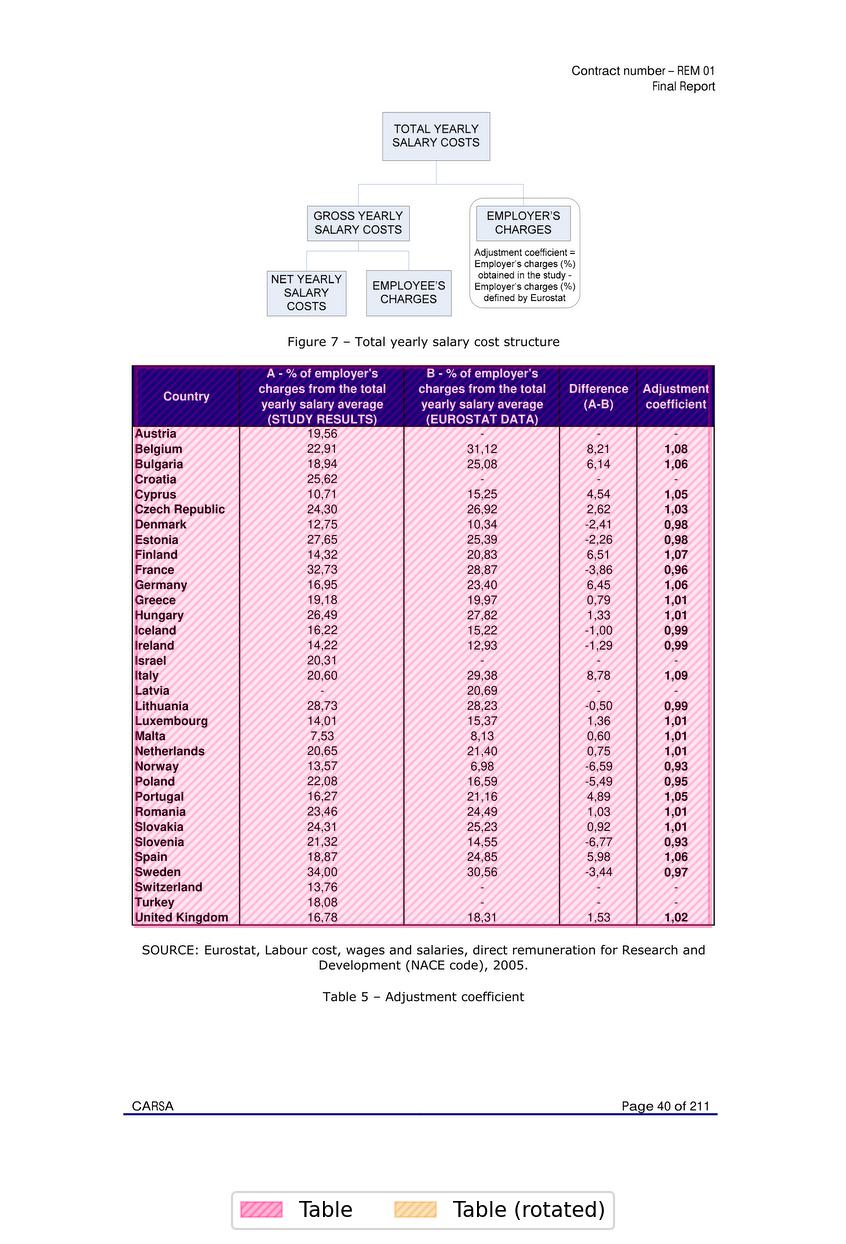 Contract number – REM 01
Final Report
TOTAL YEARLY
SALARY COSTS
GROSS YEARLY
SALARY COSTS
EMPLOYER'S
CHARGES
Adjustment coefficient =
Employer's charges (%)
obtained in the study -
Employer's charges (%)
defined by Eurostat
NET YEARLY
SALARY
COSTS
EMPLOYEE'S
CHARGES
Figure 7 – Total yearly salary cost structure
Country
A - % of employer's
charges from the total
yearly salary average
(STUDY RESULTS)
B - % of employer's
charges from the total
yearly salary average
(EUROSTAT DATA)
Difference
(A-B)
Adjustment
coefficient
Austria 19,56 - - -
Belgium 22,91 31,12 8,21 1,08
Bulgaria 18,94 25,08 6,14 1,06
Croatia 25,62 - - -
Cyprus 10,71 15,25 4,54 1,05
Czech Republic 24,30 26,92 2,62 1,03
Denmark 12,75 10,34 -2,41 0,98
Estonia 27,65 25,39 -2,26 0,98
Finland 14,32 20,83 6,51 1,07
France 32,73 28,87 -3,86 0,96
Germany 16,95 23,40 6,45 1,06
Greece 19,18 19,97 0,79 1,01
Hungary 26,49 27,82 1,33 1,01
Iceland 16,22 15,22 -1,00 0,99
Ireland 14,22 12,93 -1,29 0,99
Israel 20,31 - - -
Italy 20,60 29,38 8,78 1,09
Latvia - 20,69 - -
Lithuania 28,73 28,23 -0,50 0,99
Luxembourg 14,01 15,37 1,36 1,01
Malta 7,53 8,13 0,60 1,01
Netherlands 20,65 21,40 0,75 1,01
Norway 13,57 6,98 -6,59 0,93
Poland 22,08 16,59 -5,49 0,95
Portugal 16,27 21,16 4,89 1,05
Romania 23,46 24,49 1,03 1,01
Slovakia 24,31 25,23 0,92 1,01
Slovenia 21,32 14,55 -6,77 0,93
Spain 18,87 24,85 5,98 1,06
Sweden 34,00 30,56 -3,44 0,97
Switzerland 13,76 - - -
Turkey 18,08 - - -
United Kingdom 16,78 18,31 1,53 1,02
SOURCE: Eurostat, Labour cost, wages and salaries, direct remuneration for Research and
Development (NACE code), 2005.
Table 5 – Adjustment coefficient
CARSA Page 40 of 211
Table Table (rotated)